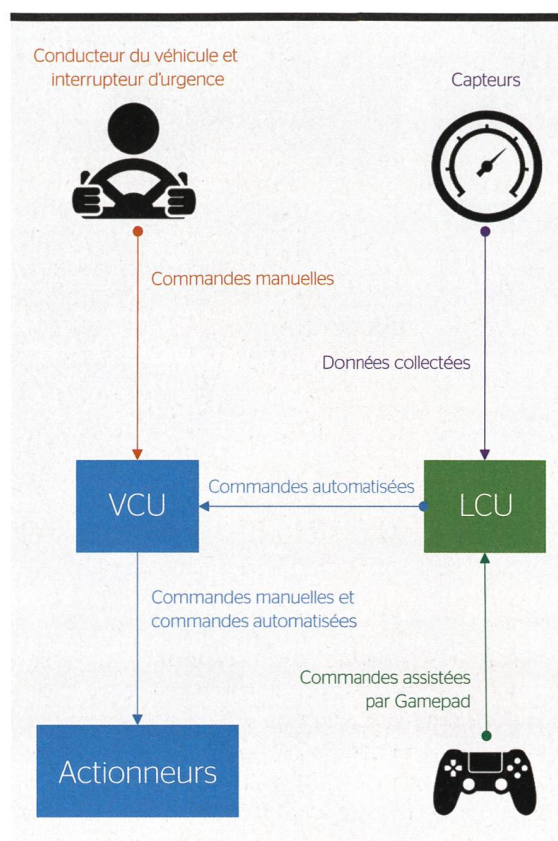 Conducteur du véhicule et
interrupteur d'urgence
Capteurs
Commandes manuelles
Données collectées
VCU
Commandes automatisées
LCU
Commandes manuelles et
commandes automatisées
Commandes assistées
par Gamepad
Actionneurs